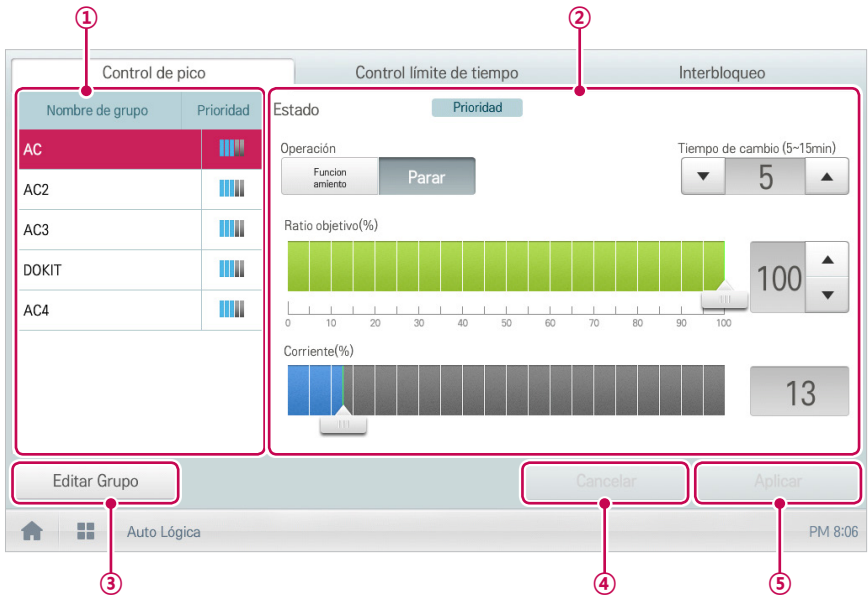 ① ②
Control de pico Control límite de tiempo Interbloqueo
Nombre de grupo Prioridad
AC
AC2
AC3
DOKIT
AC4
Estado Prioridad
Operación
Funcion
amiento
Parar
Tiempo de cambio (5~15min)
5
Ratio objetivo(%)
100
0 10 20 30 40 50 60 70 80 90 100
Corriente(%)
13
Editar Grupo Cancelar Aplicar
Auto Lógica PM 8:06
③ ④ ⑤